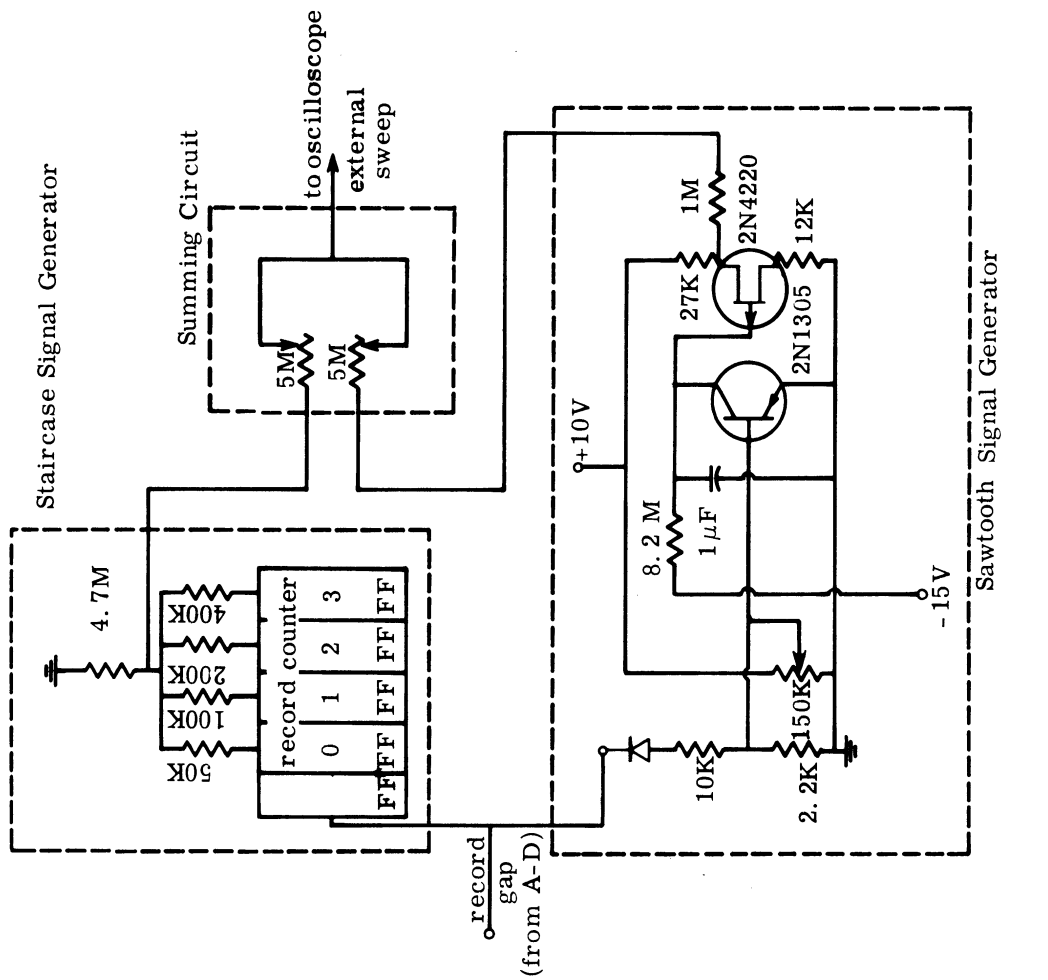 Staircase Signal Generator
4.7M
50K
100K
200K
400K
record counter
0
1
2
3
FF
FF
FF
FF
FF
record
gap
(from A-D)
Summing Circuit
5M
5M
to oscilloscope
external
sweep
+10V
8.2 M
1μF
27K
1M
2N4220
12K
2N1305
10K
2.2K
150K
-15V
Sawtooth Signal Generator